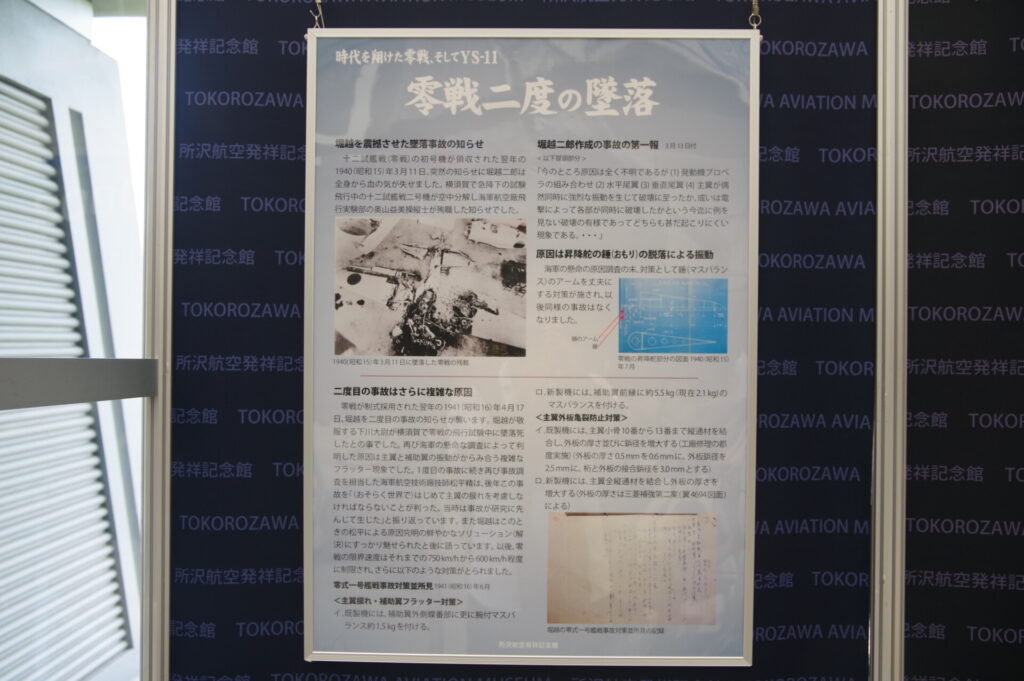 時代を翔けた零戦、そしてYS-11
零戦二度の墜落
堀越を震撼させた墜落事故の知らせ
十二試艦戦(零戦)の初号機が領収された翌年の
1940(昭和15)年3月11日、突然の知らせに堀越二郎は
全身から血の気が失せました。横須賀で急降下の試験
飛行中の十二試艦戦二号機が空中分解し海軍航空廠飛
行実験部の奥山益美操縦士が殉職した知らせでした。
1940(昭和15)年3月11日に墜落した零戦の残骸
堀越二郎作成の事故の第一報 3月13日付
<以下冒頭部分>
「今のところ原因は全く不明であるが(1)発動機プロペ
ラの組み合わせ(2)水平尾翼(3)垂直尾翼(4)主翼が偶
然同時に強烈な振動を生じて破壊に至ったか、或いは電
撃によって各部が同時に破壊したかという今迄に例を
見ない破壊の有様であってどちらも甚だ起こりにくい
現象である、・・・」
原因は昇降舵の錘(おもり)の脱落による振動
海軍の懸命の原因調査の末、対策として錘(マスバラン
ス)のアームを丈夫に
する対策が施され、以
後同様の事故はなく
なりました。
錘のアーム
錘
零戦の昇降舵部分の図面 1940(昭和15)
年7月
二度目の事故はさらに複雑な原因
零戦が制式採用された翌年の1941(昭和16)年4月17
日、堀越を二度目の事故の知らせが襲います。堀越が敬
服する下川大尉が横須賀で零戦の飛行試験中に墜落死
したとの事でした。再び海軍の懸命な調査によって判
明した原因は主翼と補助翼の振動がからみ合う複雑な
フラッター現象でした。1度目の事故に続き再び事故調
査を担当した海軍航空技術廠技師松平精は、後年この事
故を「(おそらく世界で)はじめて主翼の捩れを考慮しな
ければならないことが判った。当時は事故が研究に先
んじて生じた」と振り返っています。また堀越はこのと
きの松平による原因究明の鮮やかなソリューション(解
決)にすっかり魅せられたと後に語っています。以後、零
戦の限界速度はそれまでの750km/hから600km/h程度
に制限され、さらに以下のような対策がとられました。
零式一号艦戦事故対策並所見 1941(昭和16)年6月
<主翼捩れ・補助翼フラッター対策>
イ.既製機には、補助翼外側蝶番部に更に腕付マスバ
ランス約1.5kgを付ける。
ロ.新製機には、補助翼前縁に約5.5kg(現在2.1kg)の
マスバランスを付ける。
<主翼外板亀裂防止対策>
イ.既製機には、主翼小骨10番から13番まで縦通材を結
合し、外板の厚さ並びに鋲径を増大する(工廠修理の都
度実施)(外板の厚さ0.5mmを0.6mmに、外板鋲径を
2.5mmに、桁と外板の接合鋲径を3.0mmとする)
ロ.新製機には、主翼全縦通材を結合し外板の厚さを
増大する(外板の厚さは三菱補強第二案(翼4694図面)
による)
堀越の零式一号艦戦事故対策並所見の記録
所沢航空発祥記念館